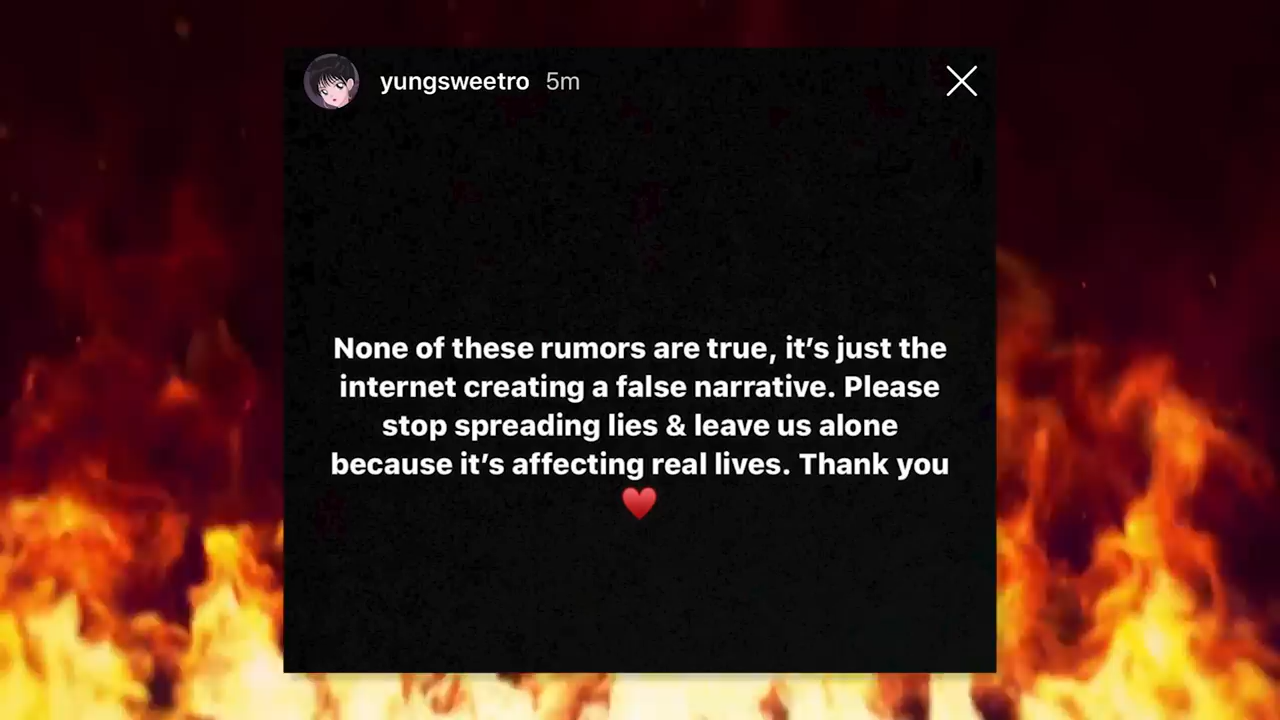 yungsweetro 5m
None of these rumors are true, it’s just the
internet creating a false narrative. Please
stop spreading lies & leave us alone
because it’s affecting real lives. Thank you
♥️